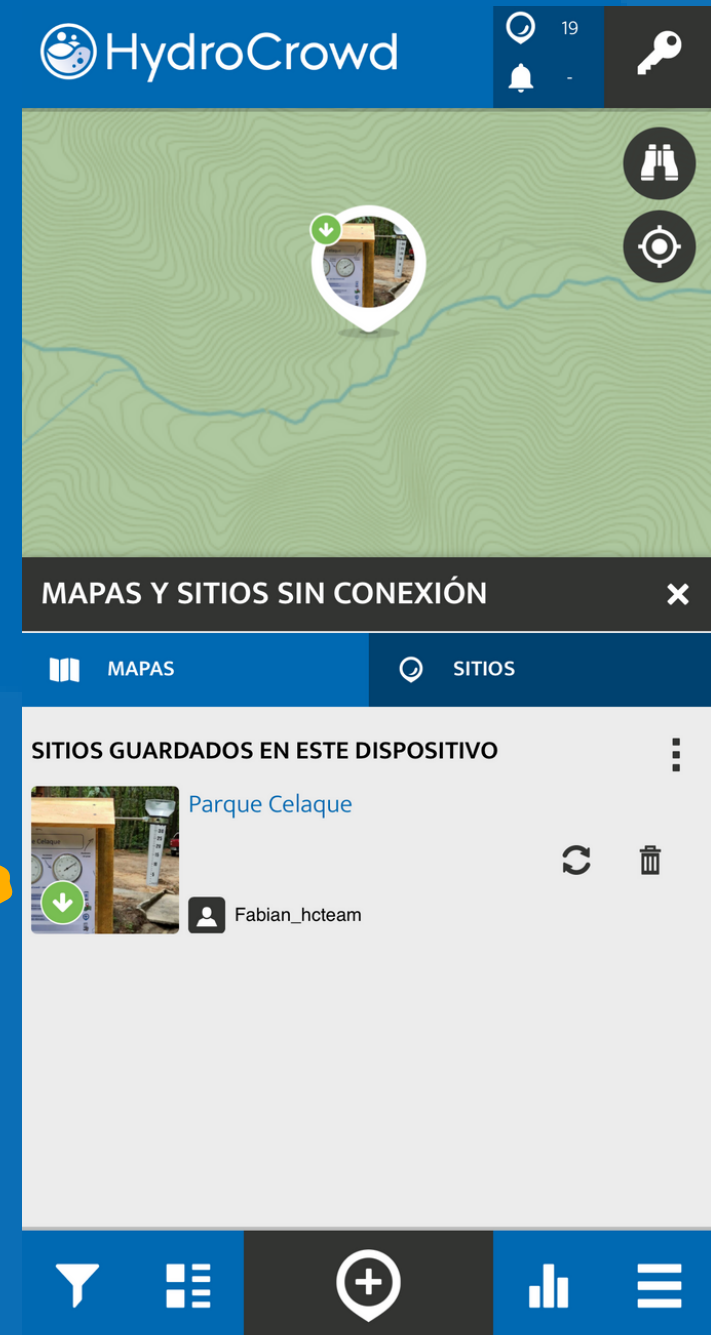 HydroCrowd
19
-
MAPAS Y SITIOS SIN CONEXIÓN
MAPAS
SITIOS
SITIOS GUARDADOS EN ESTE DISPOSITIVO
Parque Celaque
Fabian_hcteam